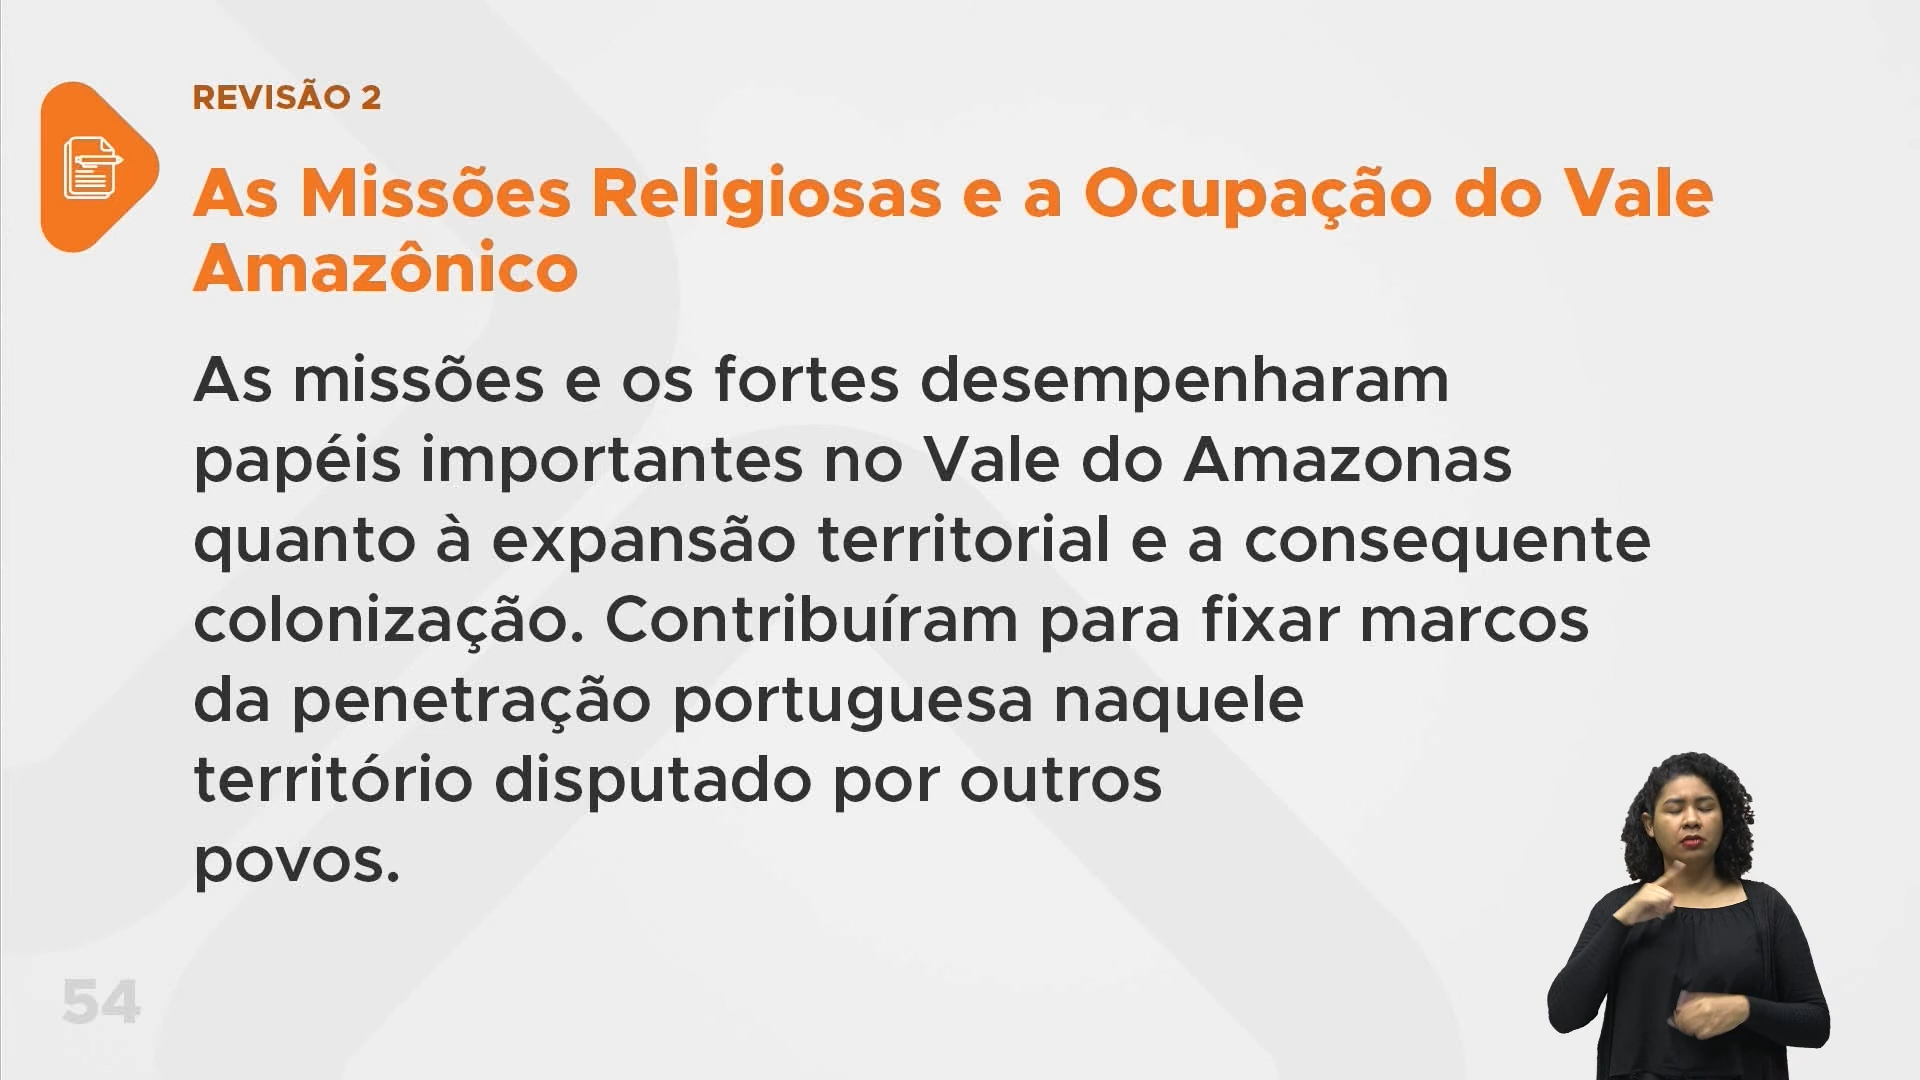 REVISÃO 2
As Missões Religiosas e a Ocupação do Vale
Amazônico
As missões e os fortes desempenharam
papéis importantes no Vale do Amazonas
quanto à expansão territorial e a consequente
colonização. Contribuíram para fixar marcos
da penetração portuguesa naquele
território disputado por outros
povos.
54